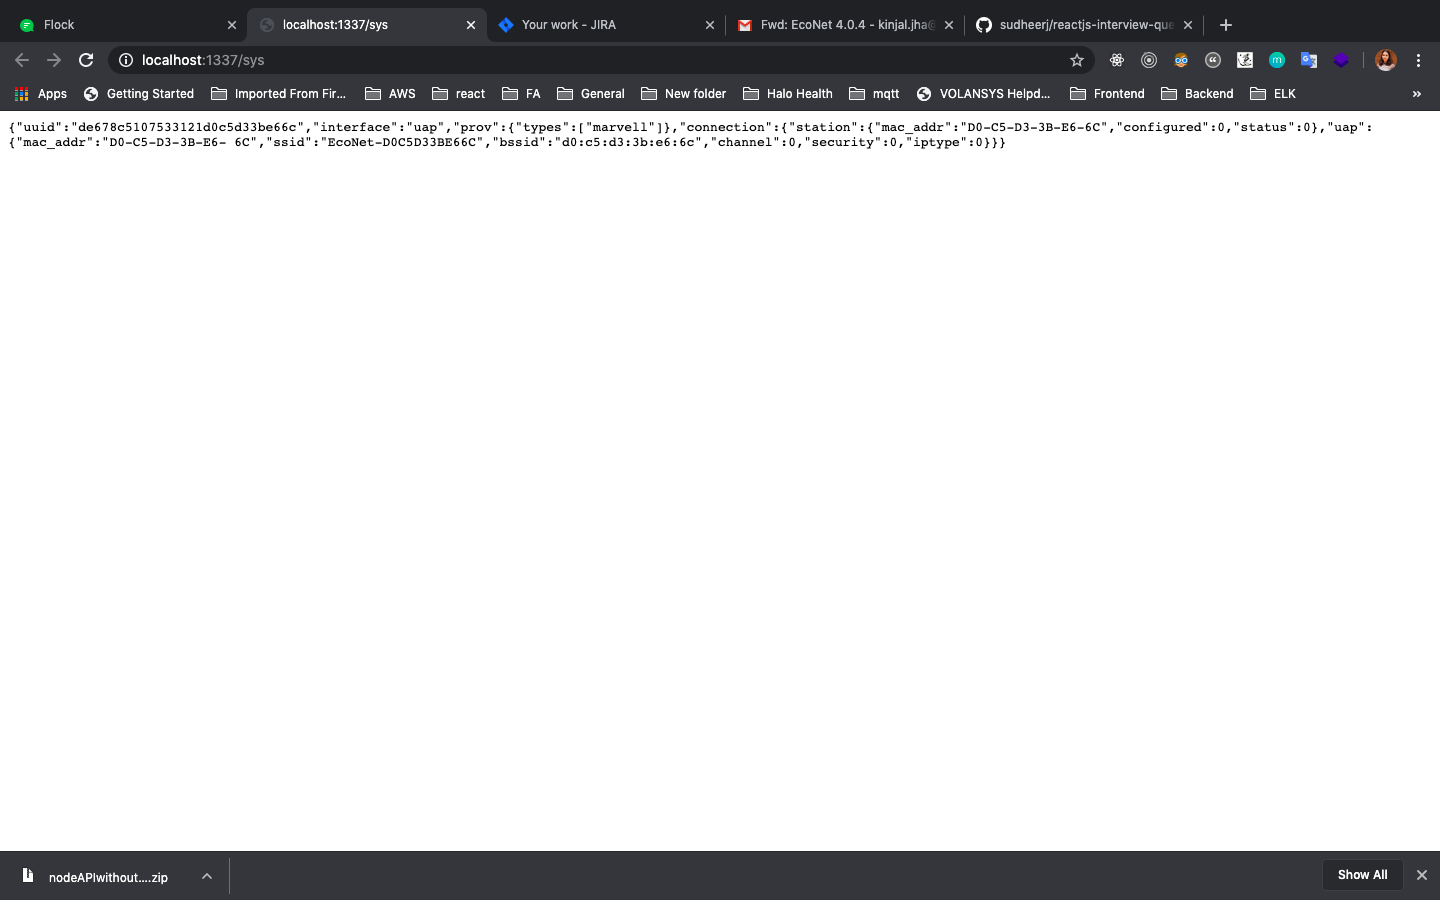 Flock
localhost:1337/sys
Your work - JIRA
Fwd: EcoNet 4.0.4 - kinjal.jha@
sudheerj/reactjs-interview-que
localhost:1337/sys
Apps
Getting Started
Imported From Fir...
AWS
react
FA
General
New folder
Halo Health
mqtt
VOLANSYS Helpd...
Frontend
Backend
ELK
»
{"uuid":"de678c5107533121d0c5d33be66c","interface":"uap","prov":{"types":["marvell"]},"connection":{"station":{"mac_addr":"D0-C5-D3-3B-E6-6C","configured":0,"status":0},"uap":
{"mac_addr":"D0-C5-D3-3B-E6- 6C","ssid":"EcoNet-D0C5D33BE66C","bssid":"d0:c5:d3:3b:e6:6c","channel":0,"security":0,"iptype":0}}}
nodeAPIwithout....zip
Show All